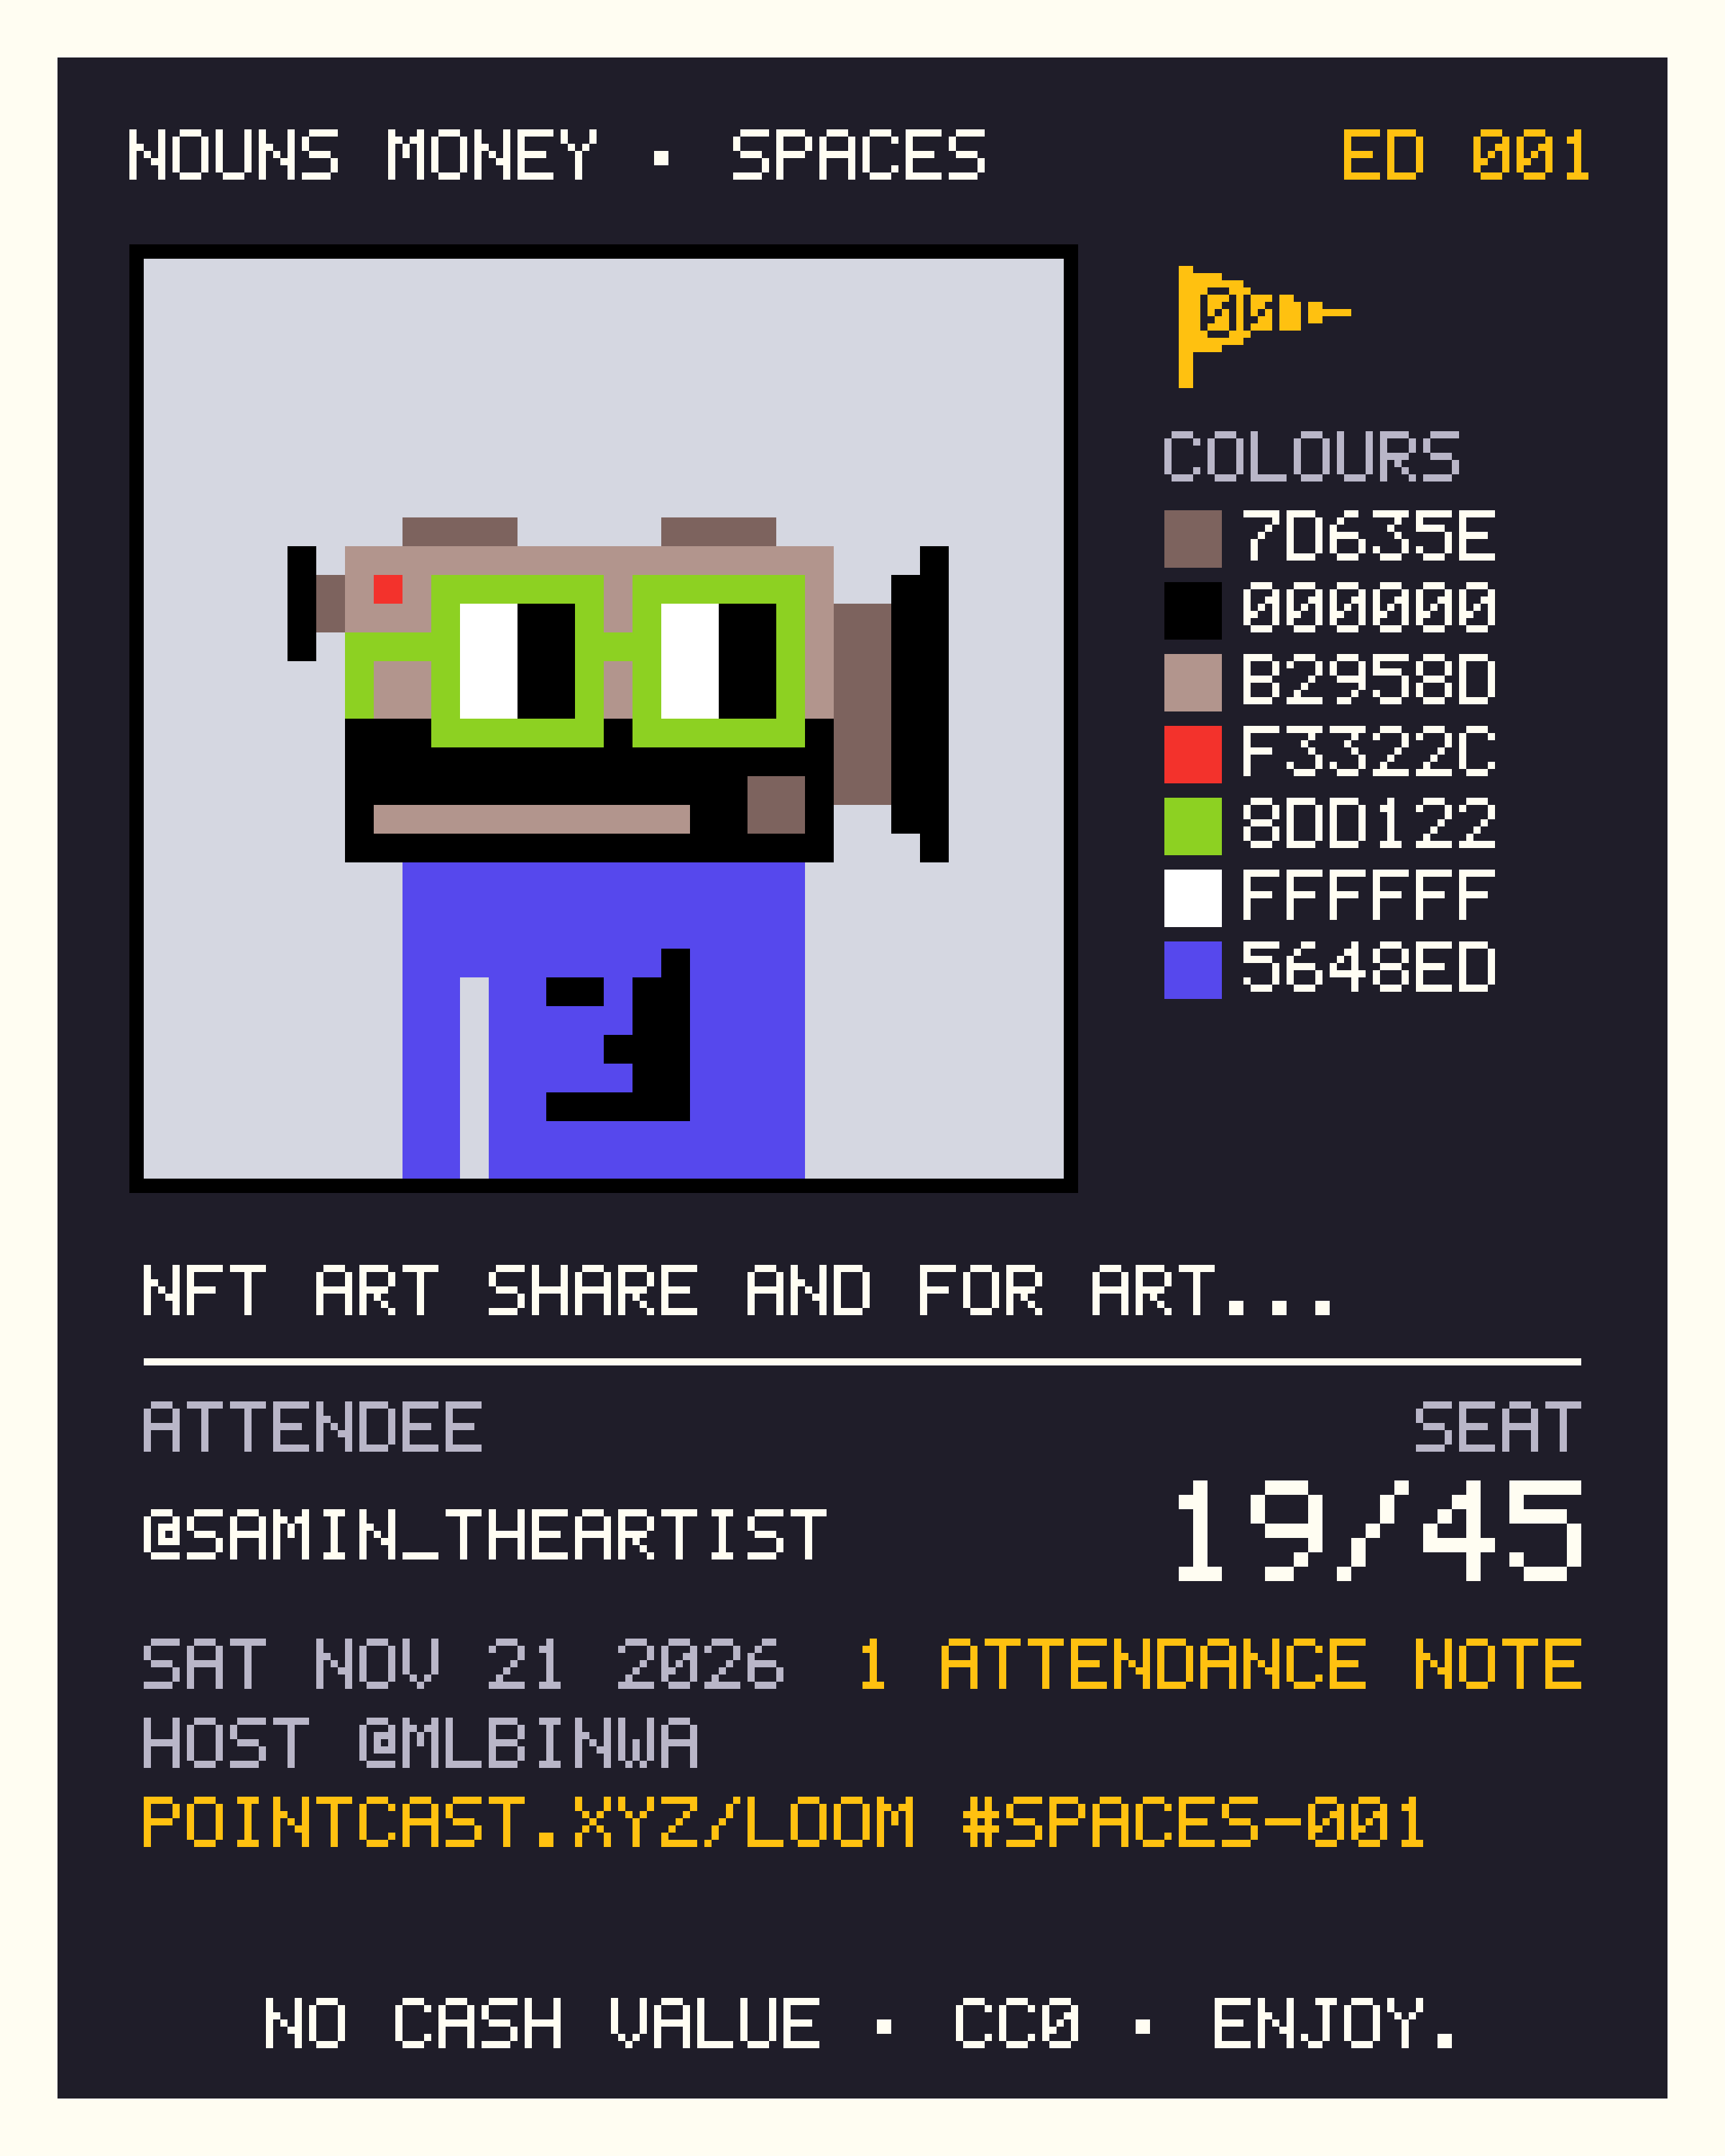 NOUNS MONEY · SPACES
ED 001
COLOURS
7D635E
000000
B2958D
F3322C
8DD122
FFFFFF
5648ED
NFT ART SHARE AND FOR ART...
ATTENDEE
SEAT
@SAMIN_THEARTIST
19/45
SAT NOV 21 2026
1 ATTENDANCE NOTE
HOST @MLBINWA
POINTCAST.XYZ/LOOM #SPACES-001
NO CASH VALUE · CC0 · ENJOY.